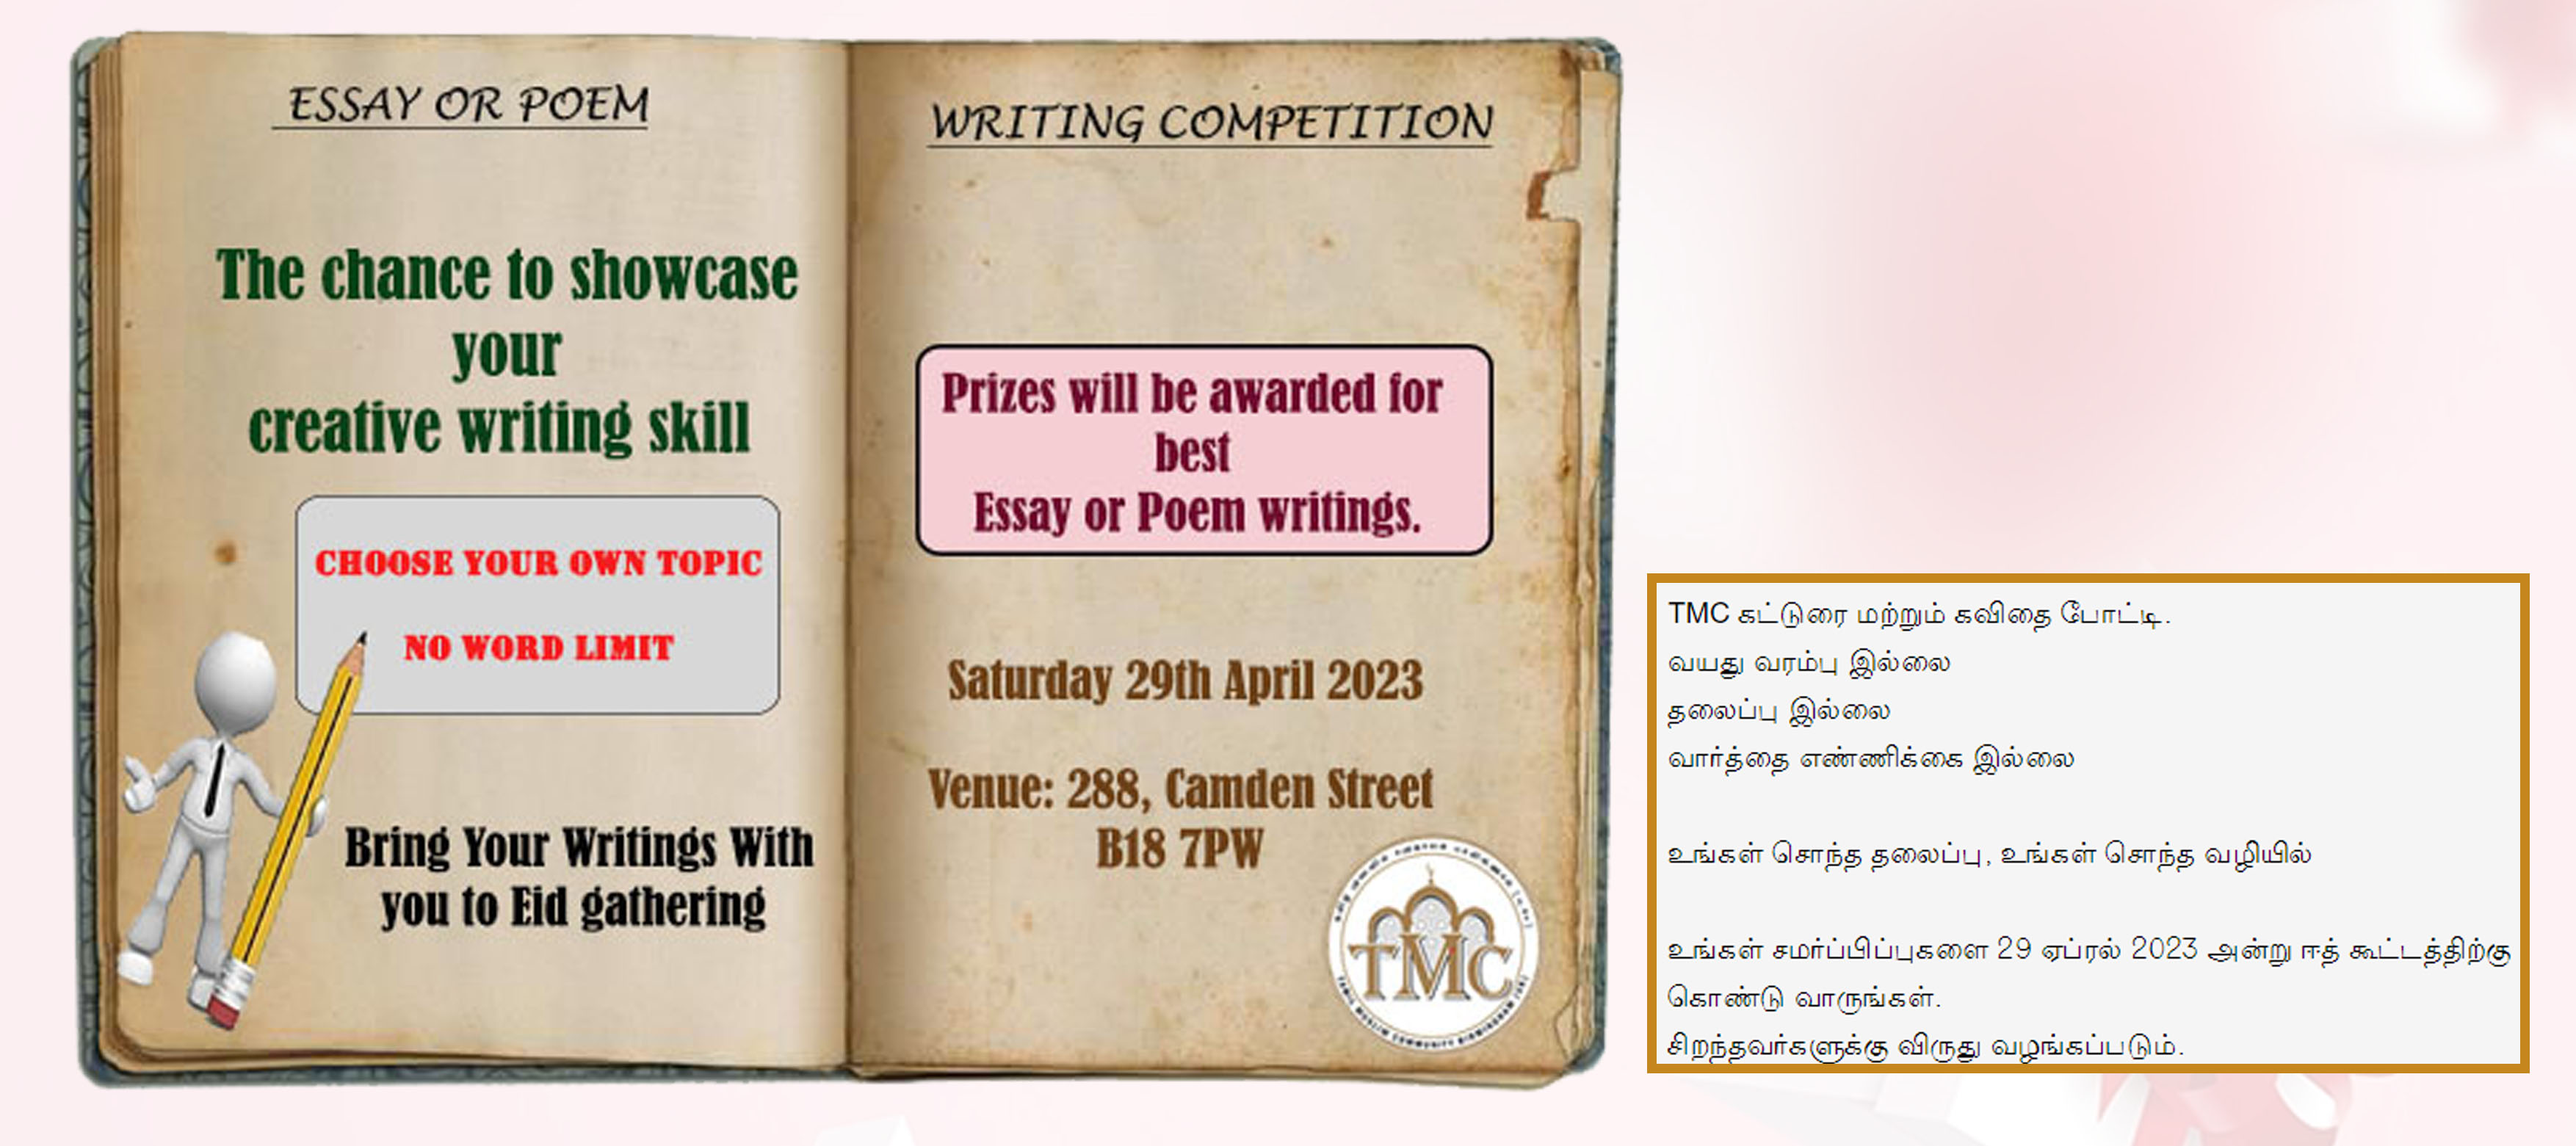 ESSAY OR POEM
The chance to showcase
your
creative writing skill
CHOOSE YOUR OWN TOPIC
NO WORD LIMIT
Bring Your Writings With
you to Eid gathering
WRITING COMPETITION
Prizes will be awarded for
best
Essay or Poem writings.
Saturday 29th April 2023
Venue: 288, Camden Street
B18 7PW
TMC
TMC கட்டுரை மற்றும் கவிதை போட்டி.
வயது வரம்பு இல்லை
தலைப்பு இல்லை
வார்த்தை எண்ணிக்கை இல்லை
உங்கள் சொந்த தலைப்பு, உங்கள் சொந்த வழியில்
உங்கள் சமர்ப்பிப்புகளை 29 ஏப்ரல் 2023 அன்று ஈத் கூட்டத்திற்கு
கொண்டு வாருங்கள்.
சிறந்தவர்களுக்கு விருது வழங்கப்படும்.